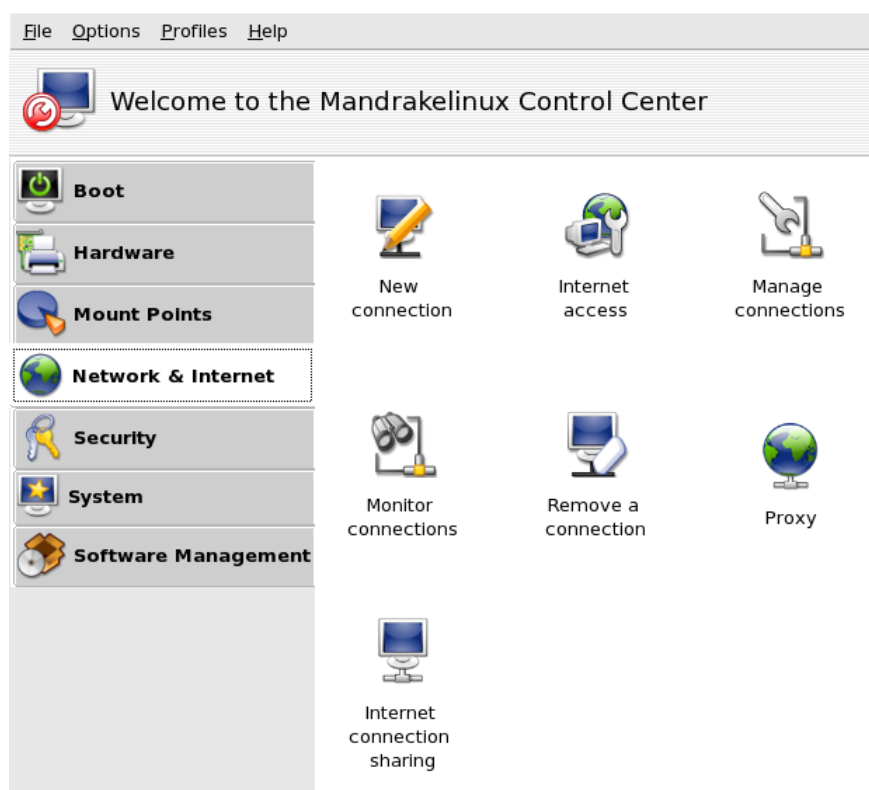 File Options Profiles Help
Welcome to the Mandrakelinux Control Center
Boot
Hardware
Mount Points
Network & Internet
Security
System
Software Management
New
connection
Internet
access
Manage
connections
Monitor
connections
Remove a
connection
Proxy
Internet
connection
sharing